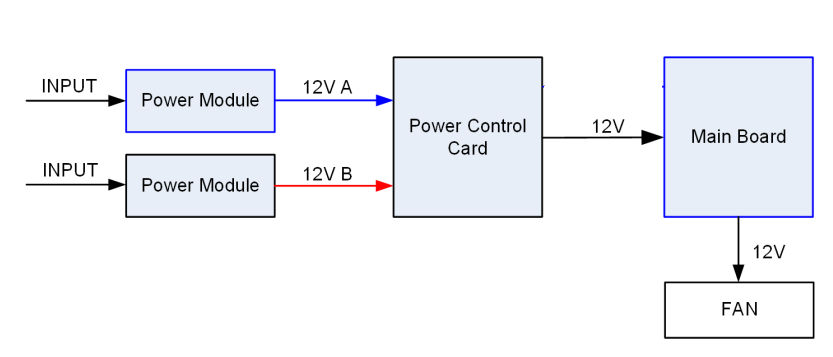 INPUT
Power Module
12V A
Power Control
Card
12V
Main Board
INPUT
Power Module
12V B
12V
FAN